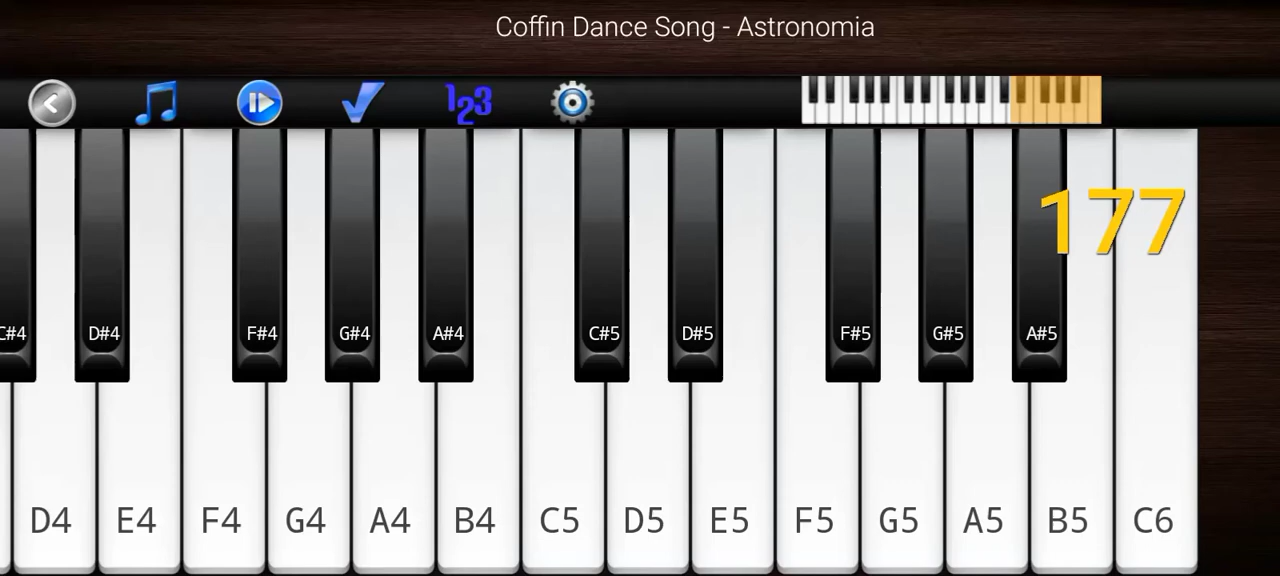 Coffin Dance Song - Astronomia
123
177
C#4 D#4 F#4 G#4 A#4 C#5 D#5 F#5 G#5 A#5
D4 E4 F4 G4 A4 B4 C5 D5 E5 F5 G5 A5 B5 C6